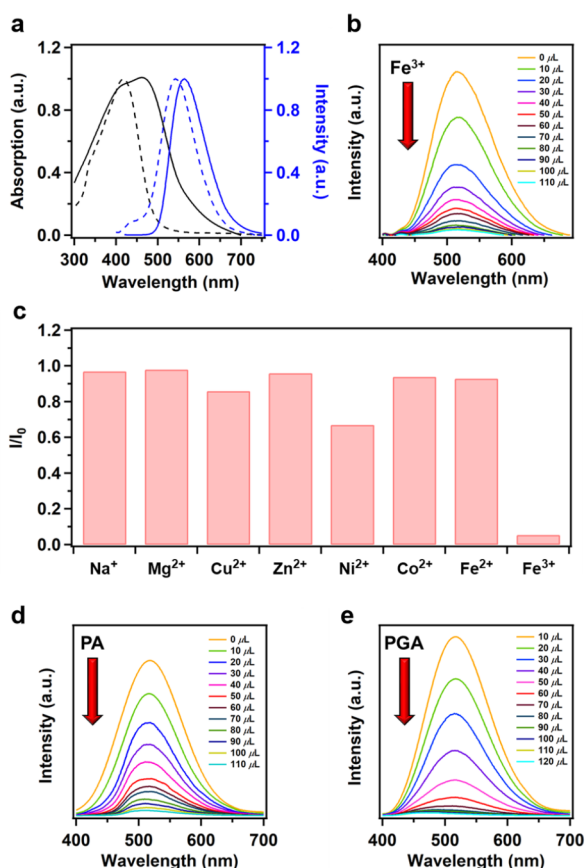 a
1.2
1.2
0.8
0.8
0.4
0.4
0.0
0.0
Absorption (a.u.)
Intensity (a.u.)
300 400 500 600 700
Wavelength (nm)
b
Fe3+
0 μL
10 μL
20 μL
30 μL
40 μL
50 μL
60 μL
70 μL
80 μL
90 μL
100 μL
110 μL
Intensity (a.u.)
400 500 600
Wavelength (nm)
c
1.2
1.0
0.8
0.6
0.4
0.2
0.0
I/I0
Na+ Mg2+ Cu2+ Zn2+ Ni2+ Co2+ Fe2+ Fe3+
d
PA
0 μL
10 μL
20 μL
30 μL
40 μL
50 μL
60 μL
70 μL
80 μL
90 μL
100 μL
110 μL
Intensity (a.u.)
400 500 600 700
Wavelength (nm)
e
PGA
10 μL
20 μL
30 μL
40 μL
50 μL
60 μL
70 μL
80 μL
90 μL
100 μL
110 μL
120 μL
Intensity (a.u.)
400 500 600 700
Wavelength (nm)